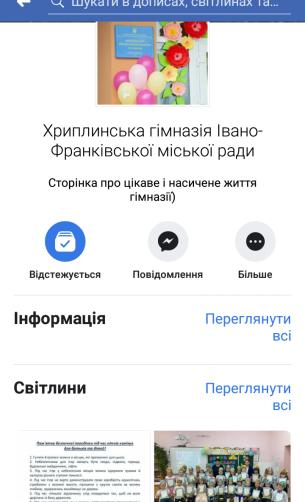 Шукати в дописах, світлинах та...
Хриплинська гімназія Івано-
Франківської міської ради
Сторінка про цікаве і насичене життя
гімназії)
Відстежується
Повідомлення
Більше
Інформація
Переглянути
всі
Світлини
Переглянути
всі